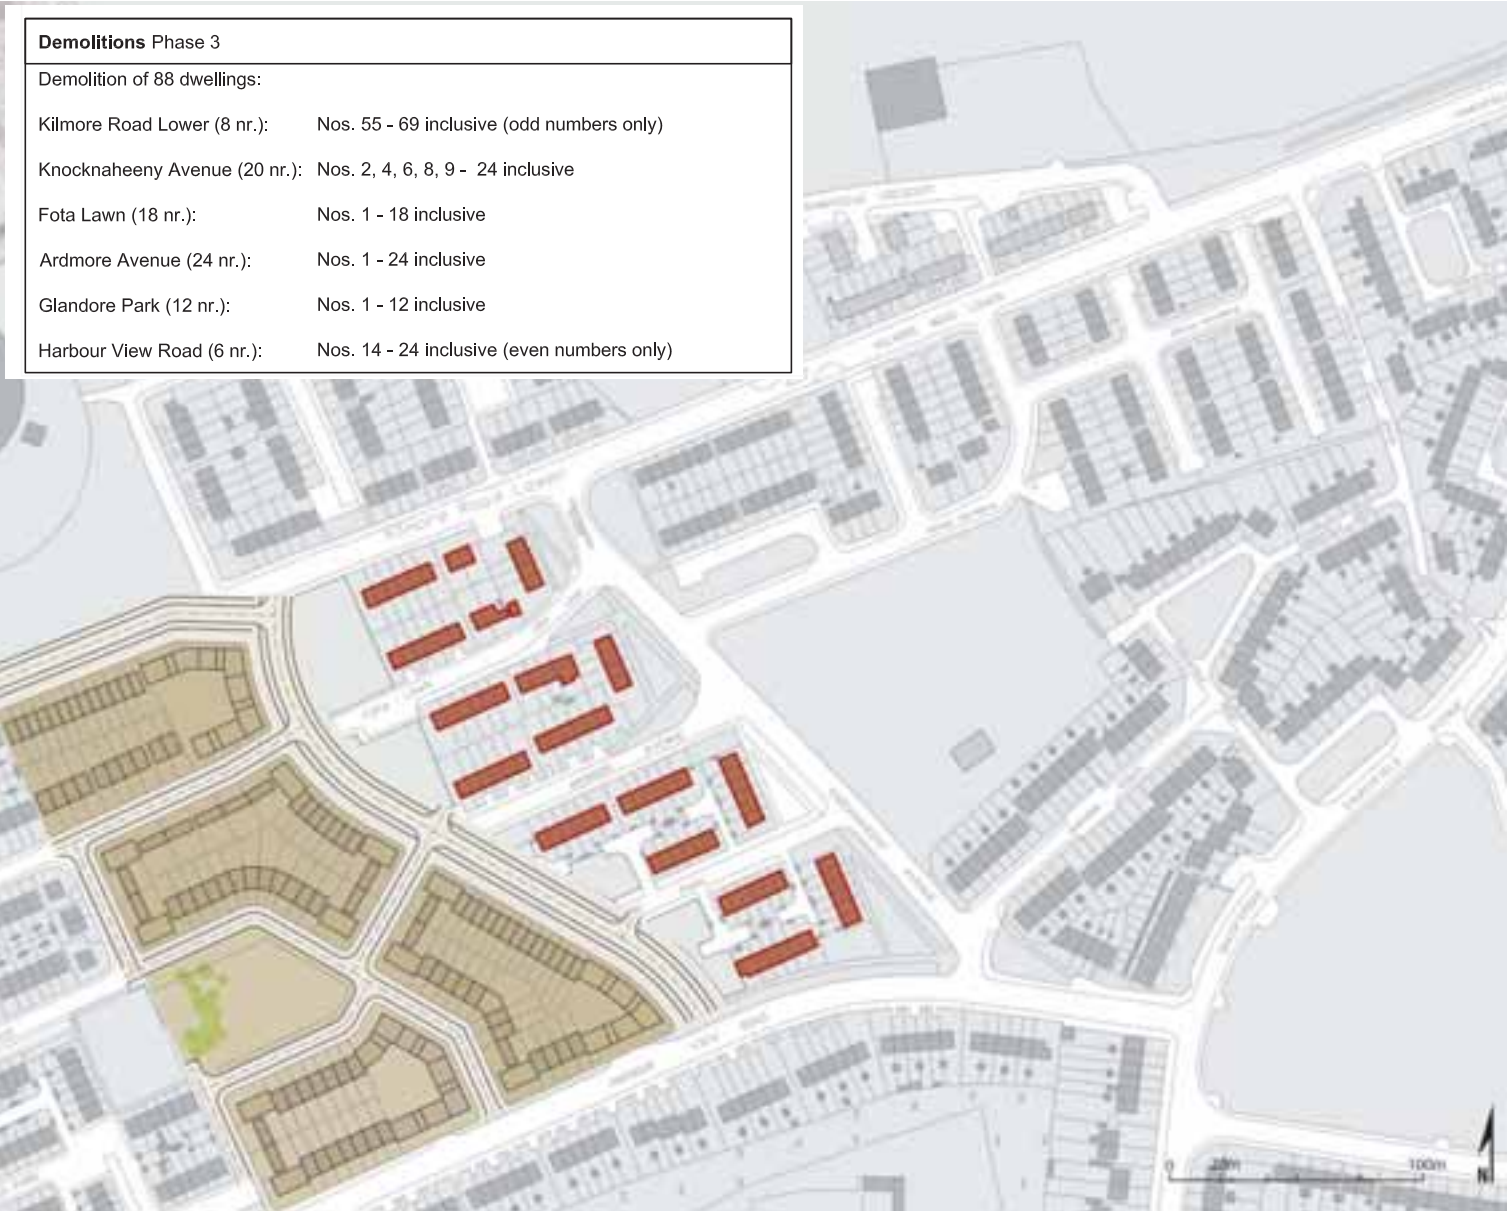 Demolitions Phase 3
Demolition of 88 dwellings:
Kilmore Road Lower (8 nr.): Nos. 55 - 69 inclusive (odd numbers only)
Knocknaheeny Avenue (20 nr.): Nos. 2, 4, 6, 8, 9 - 24 inclusive
Fota Lawn (18 nr.): Nos. 1 - 18 inclusive
Ardmore Avenue (24 nr.): Nos. 1 - 24 inclusive
Glandore Park (12 nr.): Nos. 1 - 12 inclusive
Harbour View Road (6 nr.): Nos. 14 - 24 inclusive (even numbers only)
0 100m
N